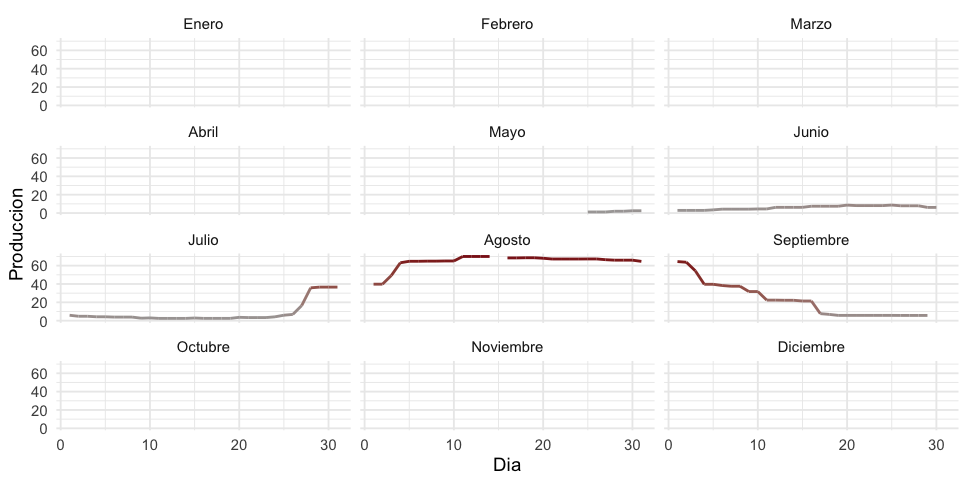 Enero Febrero Marzo
60
40
20
0
Abril Mayo Junio
60
40
20
0
Produccion
Julio Agosto Septiembre
60
40
20
0
Octubre Noviembre Diciembre
60
40
20
0
0 10 20 30 0 10 20 30 0 10 20 30
Dia